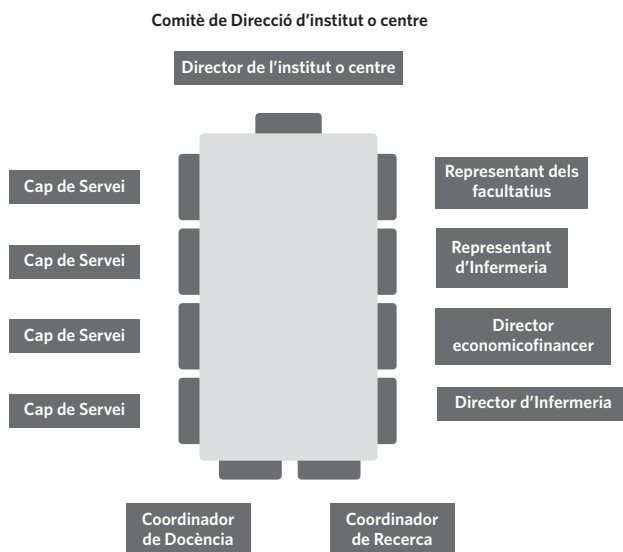 Comitè de Direcció d'institut o centre
Director de l'institut o centre
Cap de Servei
Representant dels
facultatius
Cap de Servei
Representant
d'Infermeria
Cap de Servei
Director
economicofinancer
Cap de Servei
Director d'Infermeria
Coordinador
de Docència
Coordinador
de Recerca